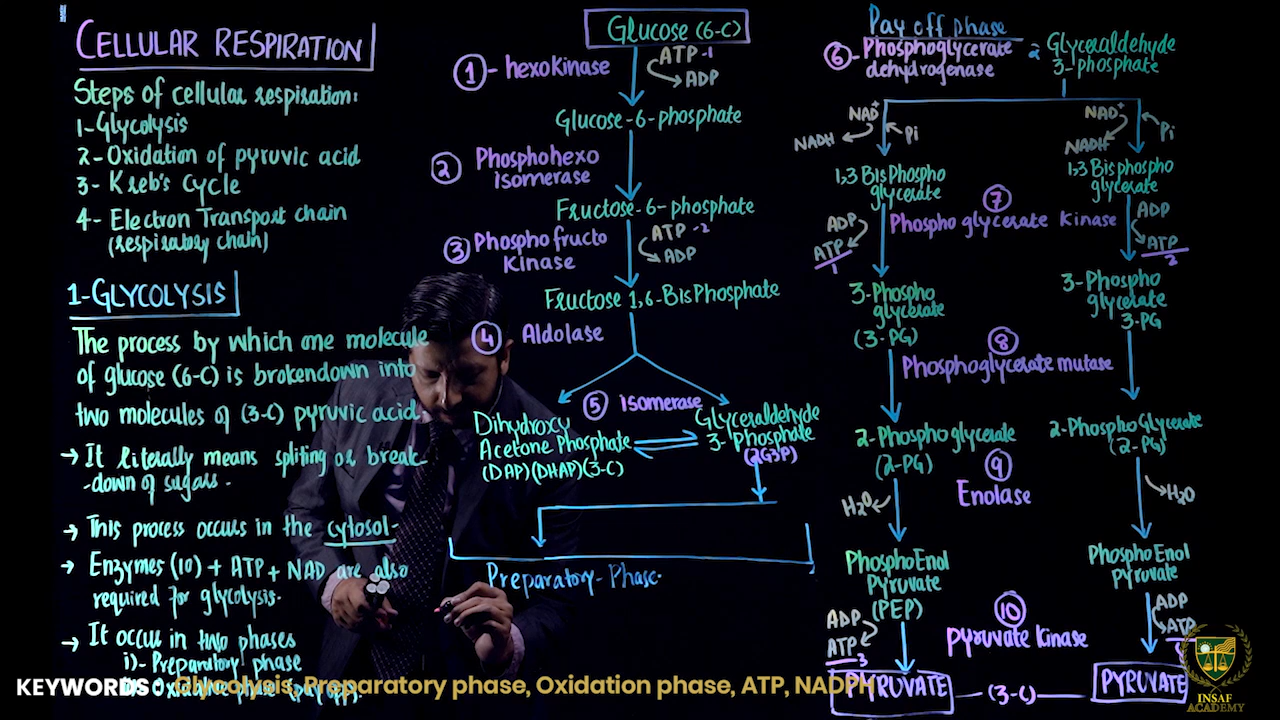 CELLULAR RESPIRATION
Steps of cellular respiration:
1-Glycolysis
2-Oxidation of pyruvic acid
3- Kreb's Cycle
4- Electron Transport chain
(respiratory chain)
1-GLYCOLYSIS
The process by which one molecule
of glucose (6-C) is brokendown into
two molecules of (3-C) pyruvic acid.
→ It literally means spliting or break-
-down of sugars.
→ This process occurs in the cytosol-
→ Enzymes (10) + ATP + NAD are also
required for glycolysis.
→ It occur in two phases
i)- Preparatory phase
Glucose (6-C)
1 - hexokinase
ATP -1
ADP
Glucose-6-phosphate
2 Phosphohexo
Isomerase
Fructose-6-phosphate
3 Phosphofructo
Kinase
ATP -2
ADP
Fructose 1,6-BisPhosphate
4 Aldolase
5 Isomerase
Dihydroxy
Acetone Phosphate
(DAP)(DHAP)(3-C)
Glyceraldehyde
3-Phosphate
(2G3P)
Preparatory-Phase
Pay off phase
6 - Phosphoglycerate
dehydrogenase
2 Glyceraldehyde
3-phosphate
NAD+
NADH
Pi
NAD+
NADH
Pi
1,3 BisPhospho
glycerate
1,3 Bisphospho
glycerate
7
Phospho glycerate Kinase
ADP
ATP
1
ADP
ATP
2
3-Phospho
glycerate
(3-PG)
3-Phospho
glycerate
3-PG
8
Phosphoglycerate mutase
2-Phosphoglycerate
(2-PG)
2-PhosphoGlycerate
(2-PG)
9
Enolase
H2O
H2O
PhosphoEnol
Pyruvate
(PEP)
PhosphoEnol
Pyruvate
10
Pyruvate Kinase
ADP
ATP
3
ADP
ATP
PYRUVATE
(3-C)
PYRUVATE
KEYWORDS : Glycolysis, Preparatory phase, Oxidation phase, ATP, NADPH
INSAF
ACADEMY